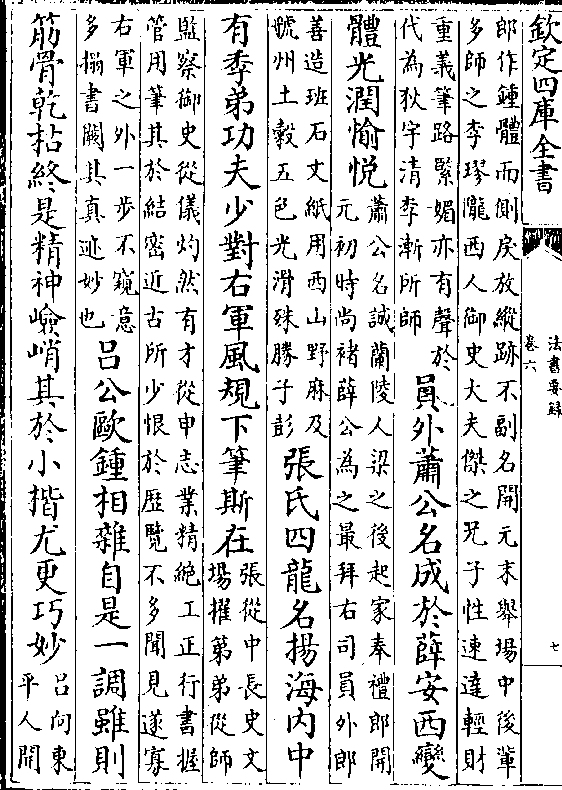 欽定四庫全書
法書要録
卷六
七
郎作鍾體而側戾放縱跡不副名開元末舉場中後輩
多師之李璆隴西人御史大夫傑之兄子性速達輕財
重義筆路緊媚亦有聲於
代為狄宇清李漸所師
員外蕭公名成於薛安西變
體光潤愉悅
蕭公名誠蘭陵人梁之後起家奉禮郎開
元初時尚褚薛公為之最拜右司員外郎
善造班石文紙用西山野麻及
虢州土穀五色光滑殊勝子彭
張氏四龍名揚海内中
有季弟功夫少對右軍風規下筆斯在
張從申長史文
塲擢第弟從師
監察御史從儀灼然有才從申志業精絶工正行書握
管用筆其於結密近古所少恨於歷覽不多聞見遂寡
右軍之外一步不窺意
多搨書闕其真迹妙也
吕公歐鍾相雜自是一調雖則
筋骨乾枯終是精神嶮峭其於小楷尤更巧妙
吕向東
平人開